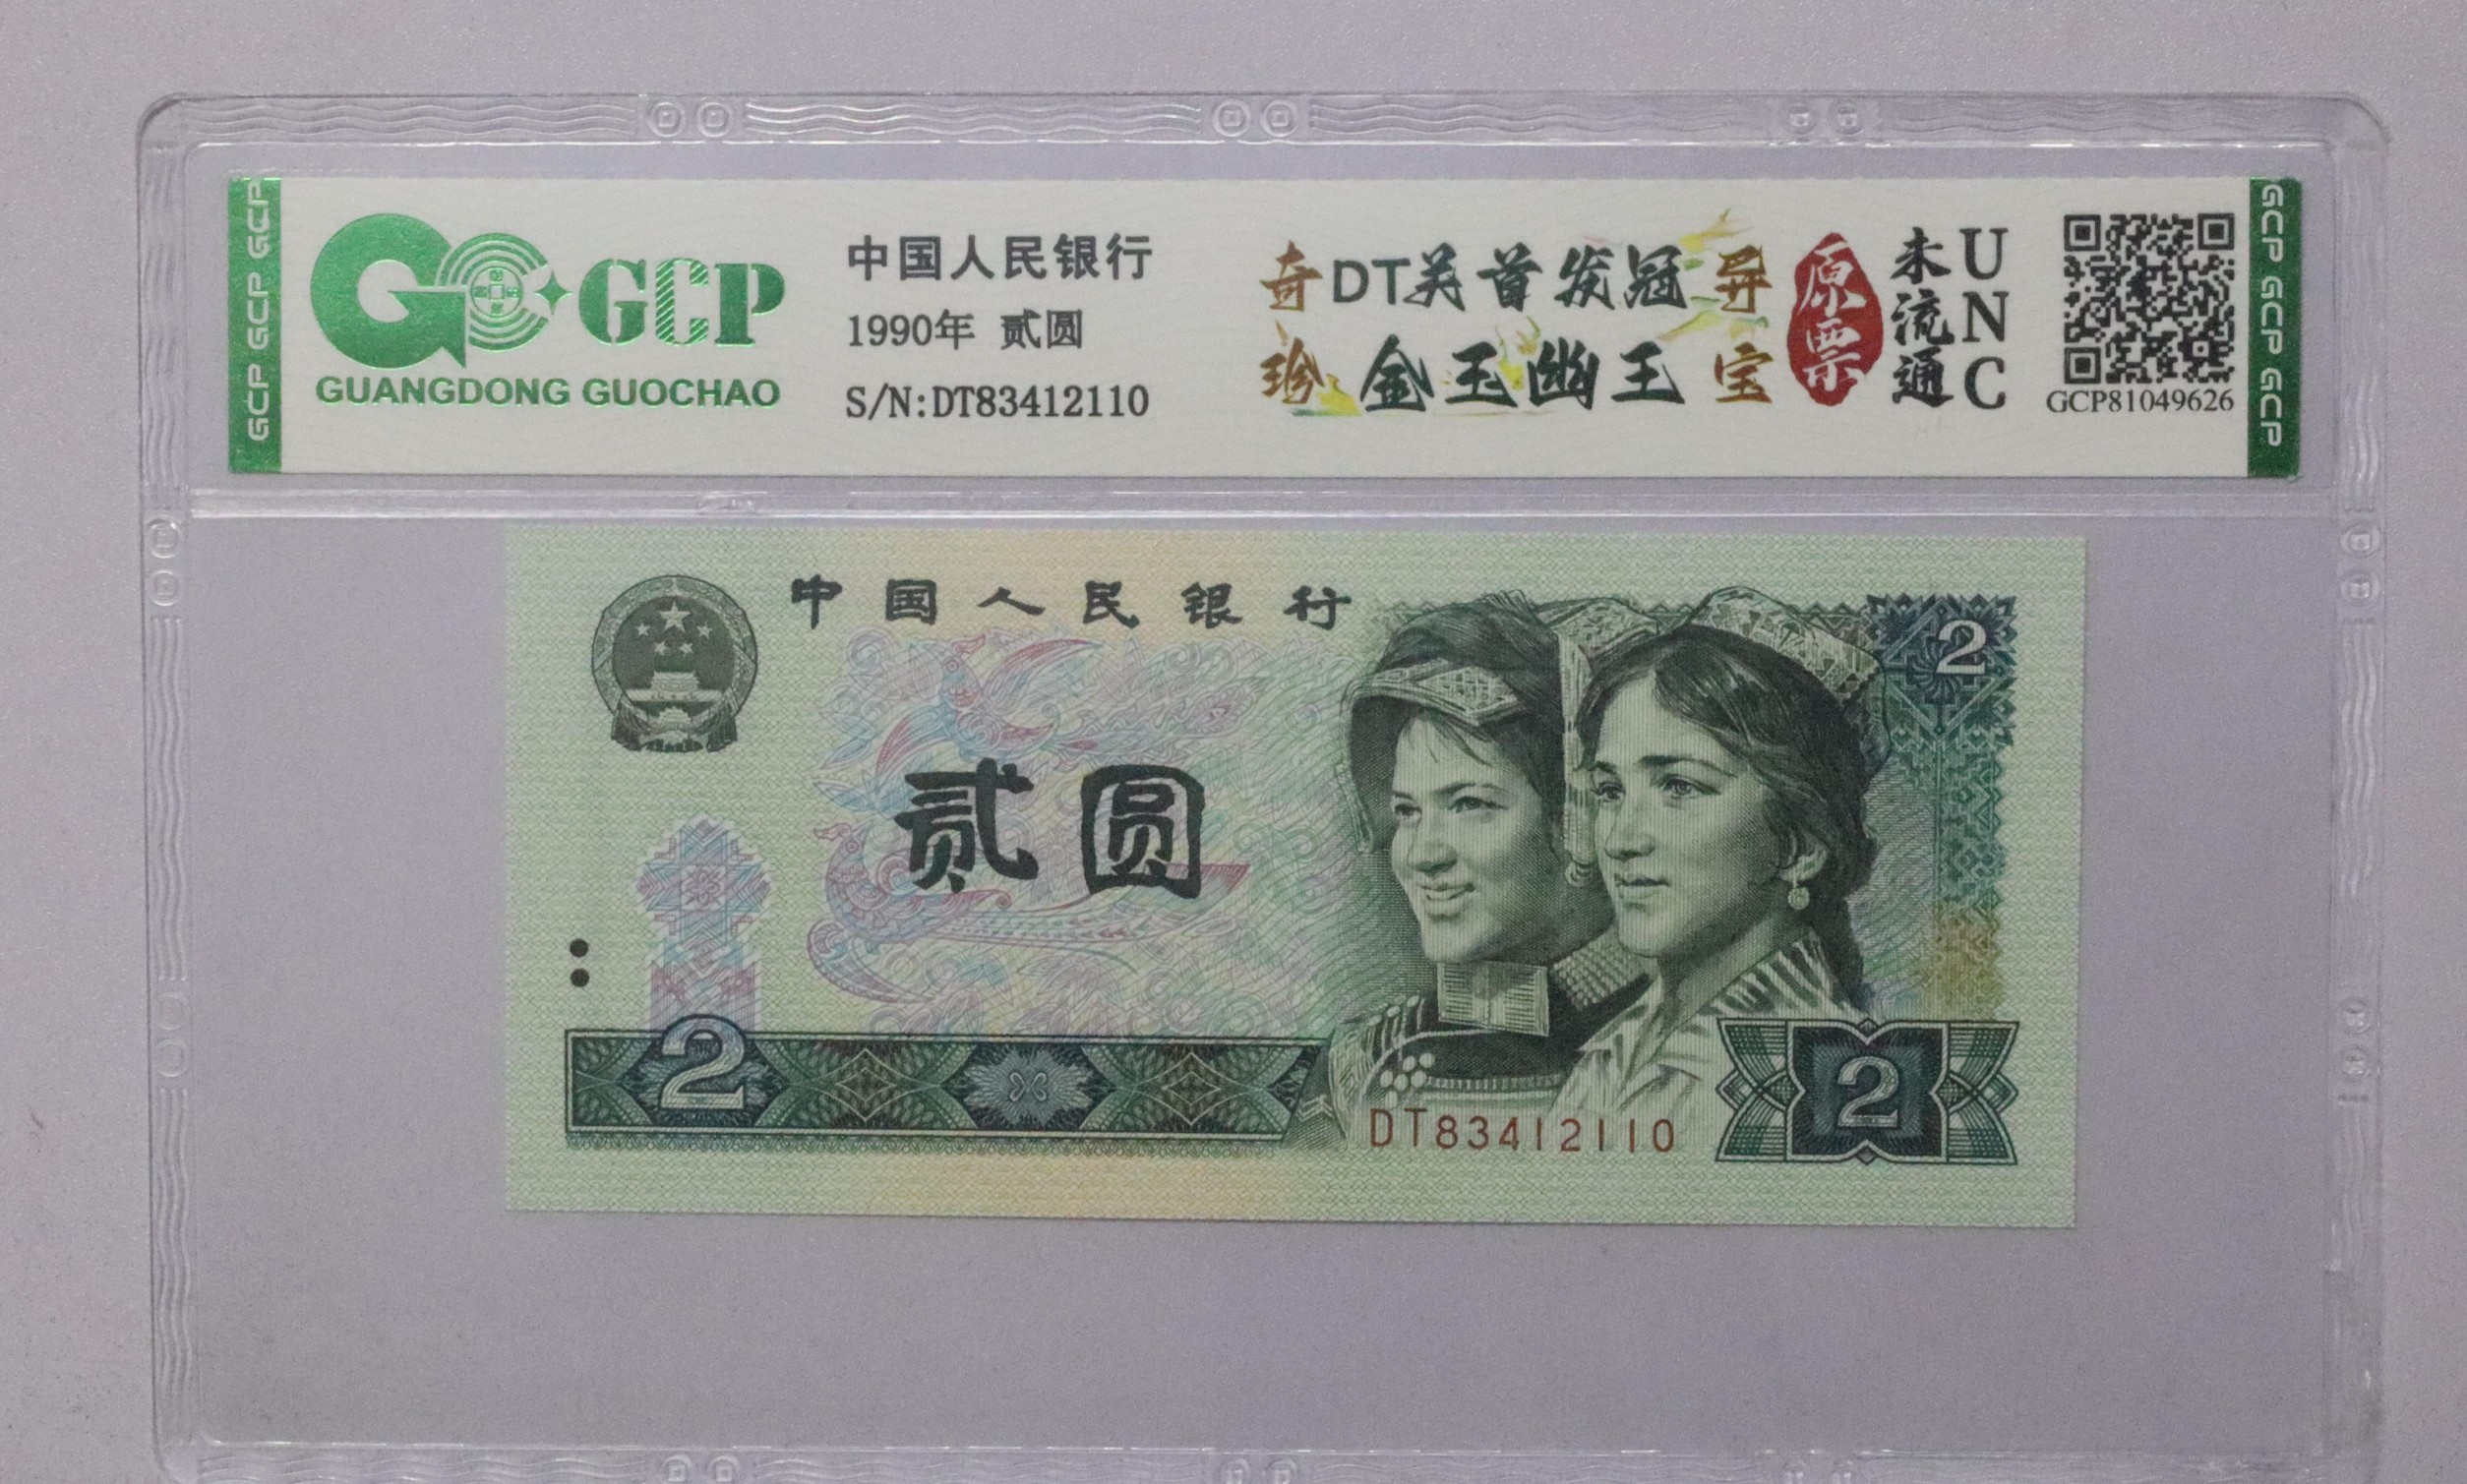 GCP GCP GCP
GCP
GUANGDONG GUOCHAO
中国人民银行
1990年 贰圆
S/N:DT83412110
奇DT关首发冠异
珍金玉幽王宝
原票
未流通
UNC
GCP81049626
GCP GCP GCP GCP
中国人民银行
2
贰圆
2
DT83412110
2